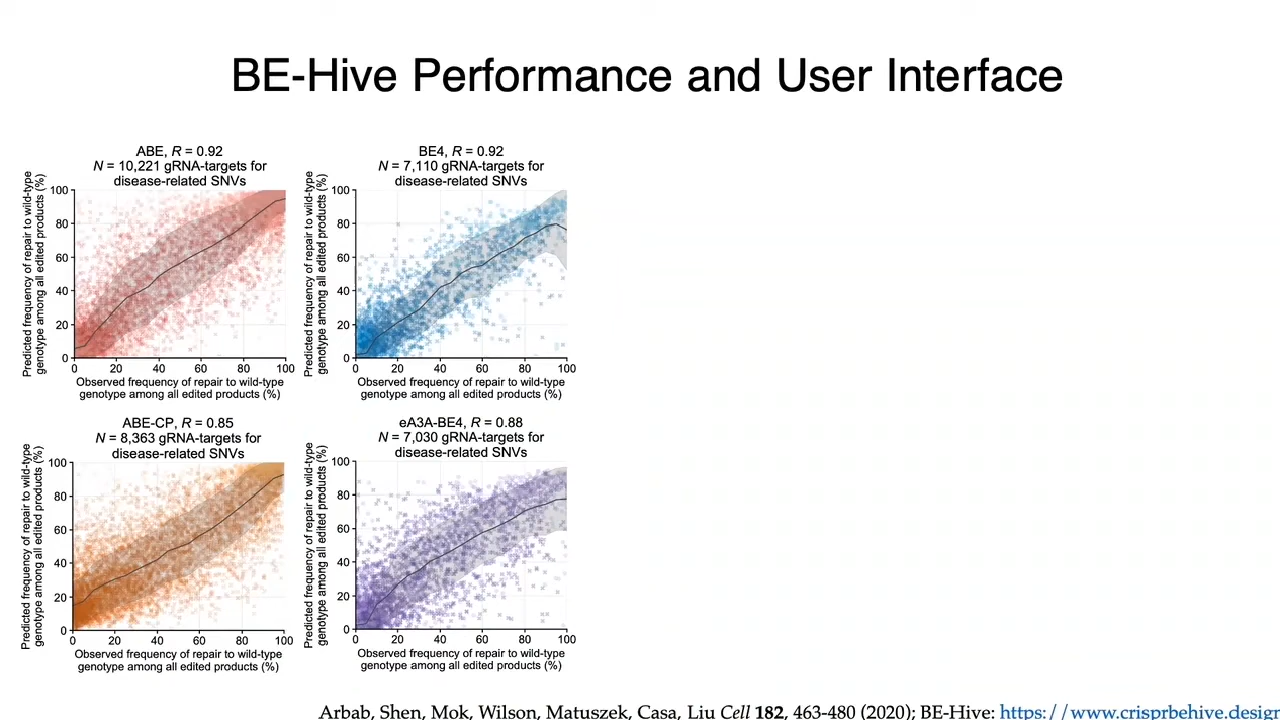 BE-Hive Performance and User Interface
ABE, R = 0.92
N = 10,221 gRNA-targets for
disease-related SNVs
Predicted frequency of repair to wild-type
genotype among all edited products (%)
100
80
60
40
20
0
0 20 40 60 80 100
Observed frequency of repair to wild-type
genotype among all edited products (%)
BE4, R = 0.92
N = 7,110 gRNA-targets for
disease-related SNVs
Predicted frequency of repair to wild-type
genotype among all edited products (%)
100
80
60
40
20
0
0 20 40 60 80 100
Observed frequency of repair to wild-type
genotype among all edited products (%)
ABE-CP, R = 0.85
N = 8,363 gRNA-targets for
disease-related SNVs
Predicted frequency of repair to wild-type
genotype among all edited products (%)
100
80
60
40
20
0
0 20 40 60 80 100
Observed frequency of repair to wild-type
genotype among all edited products (%)
eA3A-BE4, R = 0.88
N = 7,030 gRNA-targets for
disease-related SNVs
Predicted frequency of repair to wild-type
genotype among all edited products (%)
100
80
60
40
20
0
0 20 40 60 80 100
Observed frequency of repair to wild-type
genotype among all edited products (%)
Arbab, Shen, Mok, Wilson, Matuszek, Casa, Liu Cell 182, 463-480 (2020); BE-Hive: https://www.crisprbehive.design